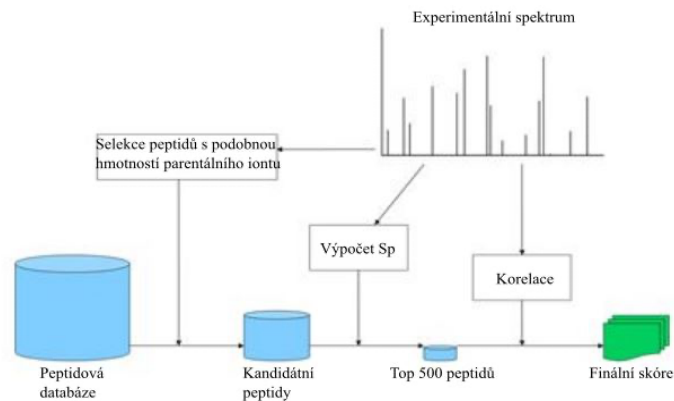 Experimentální spektrum
Selekce peptidů s podobnou
hmotností parentálního iontu
Výpočet Sp
Korelace
Peptidová
databáze
Kandidátní
peptidy
Top 500 peptidů
Finální skóre